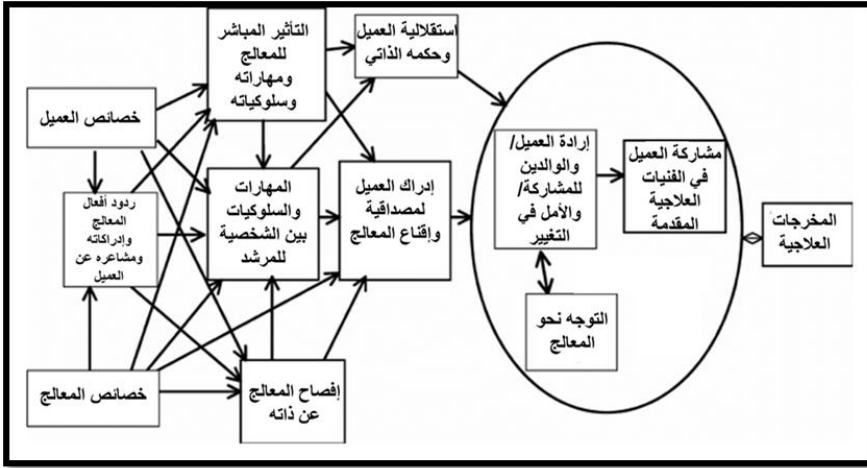 التأثير المباشر
للمعالج
ومهاراته
وسلوكياته
استقلالية العميل
وحكمه الذاتي
خصائص العميل
إرادة العميل/
والوالدين
للمشاركة/
والأمل في
التغيير
مشاركة العميل
في الفنيات
العلاجية
المقدمة
المهارات
والسلوكيات
بين الشخصية
للمرشد
إدراك العميل
لمصداقية
وإقناع المعالج
ردود أفعال
المعالج
وإدراكاته
ومشاعره عن
العميل
المخرجات
العلاجية
التوجه نحو
المعالج
خصائص المعالج
إفصاح المعالج
عن ذاته